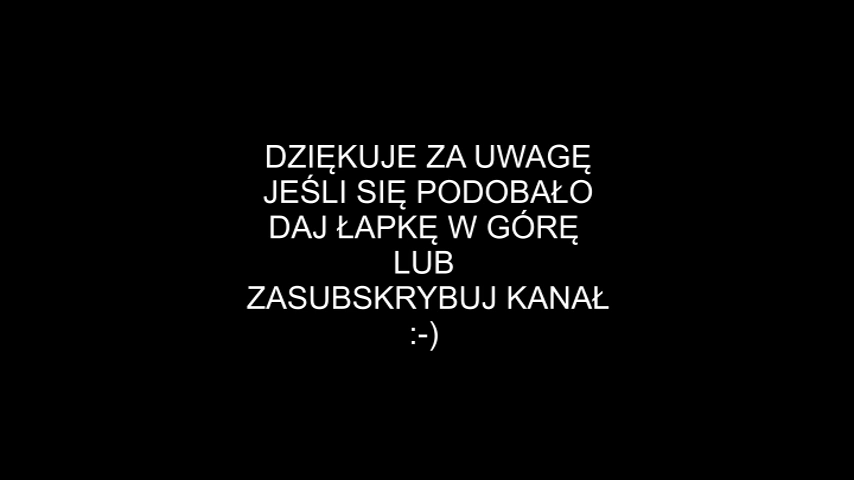 DZIĘKUJE ZA UWAGĘ
JEŚLI SIĘ PODOBAŁO
DAJ ŁAPKĘ W GÓRĘ
LUB
ZASUBSKRYBUJ KANAŁ
:-)